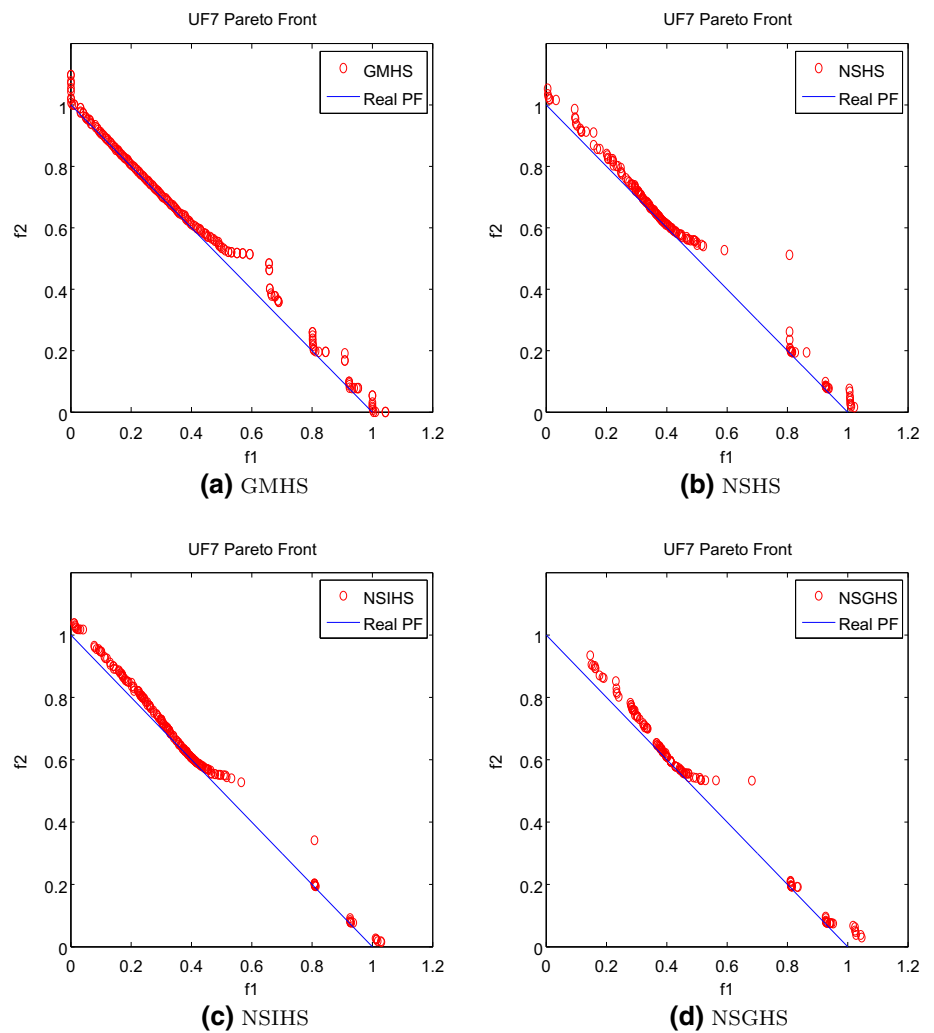 UF7 Pareto Front
GMHS
Real PF
f2
1
0.8
0.6
0.4
0.2
0
0 0.2 0.4 0.6 0.8 1 1.2
f1
(a) GMHS
UF7 Pareto Front
NSHS
Real PF
f2
1
0.8
0.6
0.4
0.2
0
0 0.2 0.4 0.6 0.8 1 1.2
f1
(b) NSHS
UF7 Pareto Front
NSIHS
Real PF
f2
1
0.8
0.6
0.4
0.2
0
0 0.2 0.4 0.6 0.8 1 1.2
f1
(c) NSIHS
UF7 Pareto Front
NSGHS
Real PF
f2
1
0.8
0.6
0.4
0.2
0
0 0.2 0.4 0.6 0.8 1 1.2
f1
(d) NSGHS